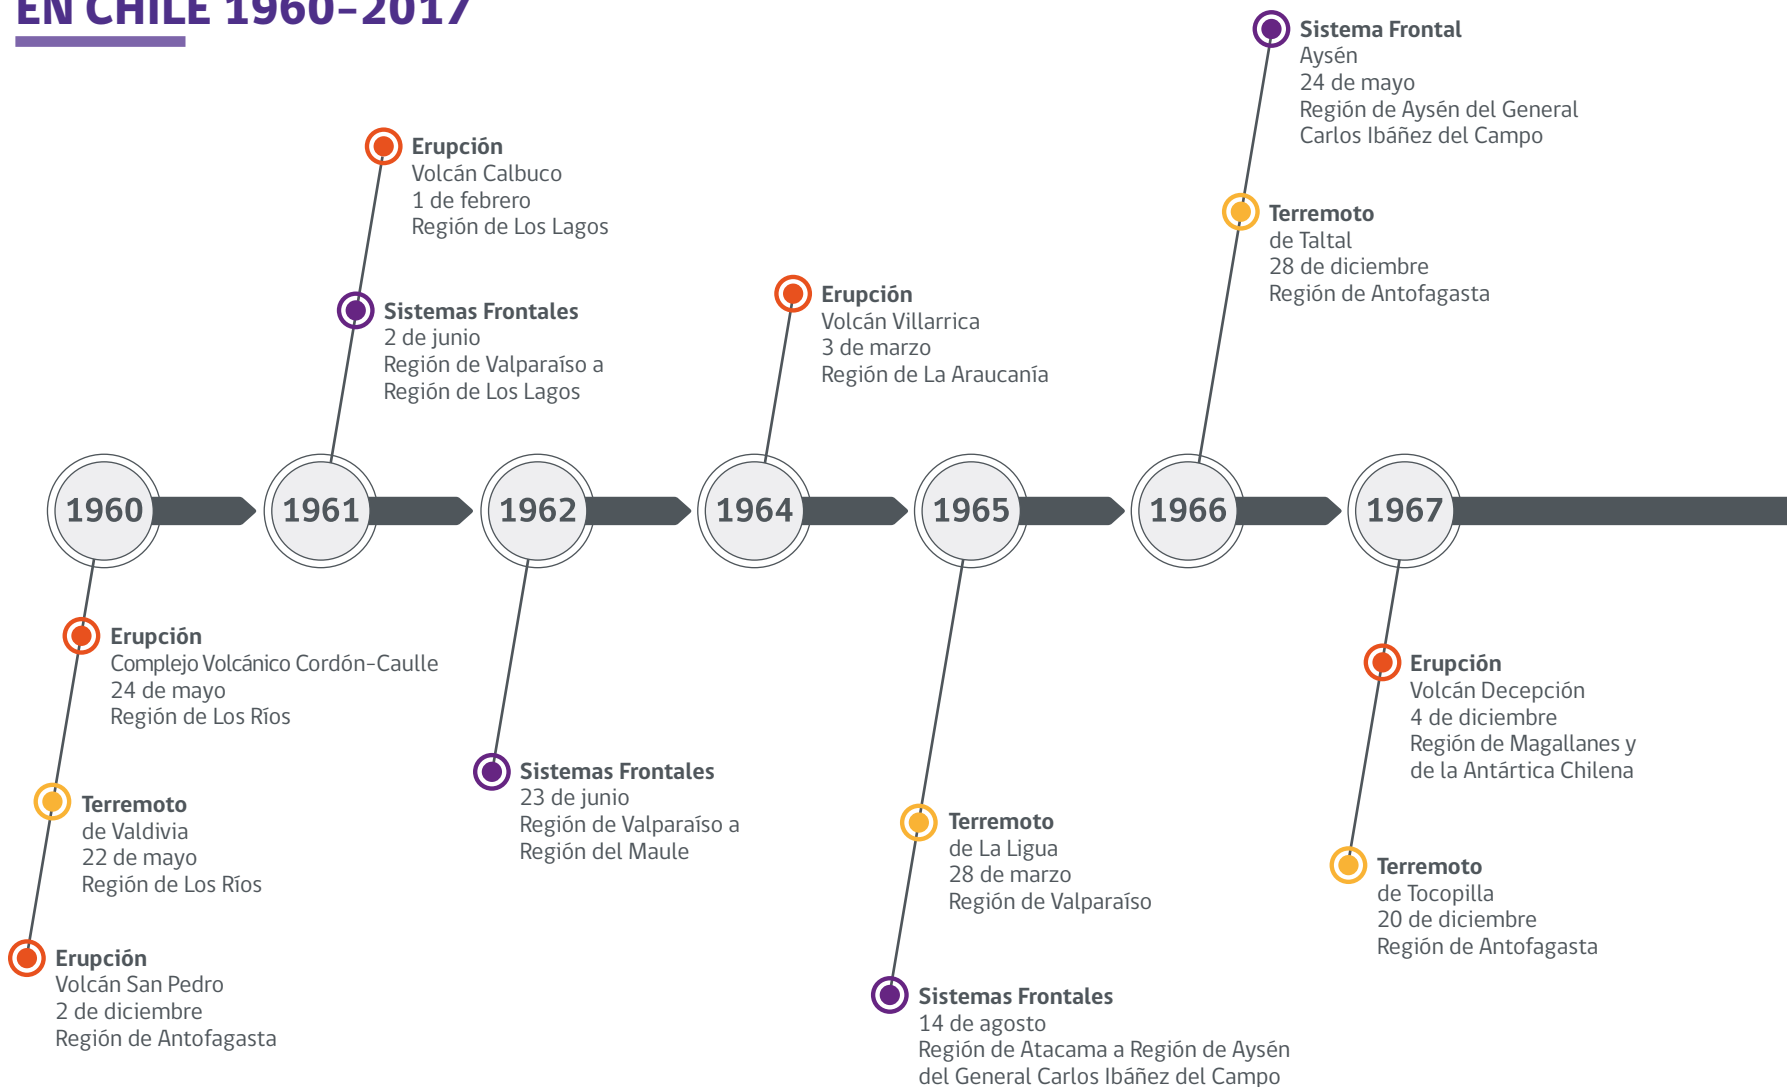 EN CHILE 1960-2017
Sistema Frontal
Aysén
24 de mayo
Región de Aysén del General
Carlos Ibáñez del Campo
Erupción
Volcán Calbuco
1 de febrero
Región de Los Lagos
Terremoto
de Taltal
28 de diciembre
Región de Antofagasta
Sistemas Frontales
2 de junio
Región de Valparaíso a
Región de Los Lagos
Erupción
Volcán Villarrica
3 de marzo
Región de La Araucanía
1960
1961
1962
1964
1965
1966
1967
Erupción
Complejo Volcánico Cordón-Caulle
24 de mayo
Región de Los Ríos
Terremoto
de Valdivia
22 de mayo
Región de Los Ríos
Erupción
Volcán San Pedro
2 de diciembre
Región de Antofagasta
Sistemas Frontales
23 de junio
Región de Valparaíso a
Región del Maule
Terremoto
de La Ligua
28 de marzo
Región de Valparaíso
Sistemas Frontales
14 de agosto
Región de Atacama a Región de Aysén
del General Carlos Ibáñez del Campo
Erupción
Volcán Decepción
4 de diciembre
Región de Magallanes y
de la Antártica Chilena
Terremoto
de Tocopilla
20 de diciembre
Región de Antofagasta